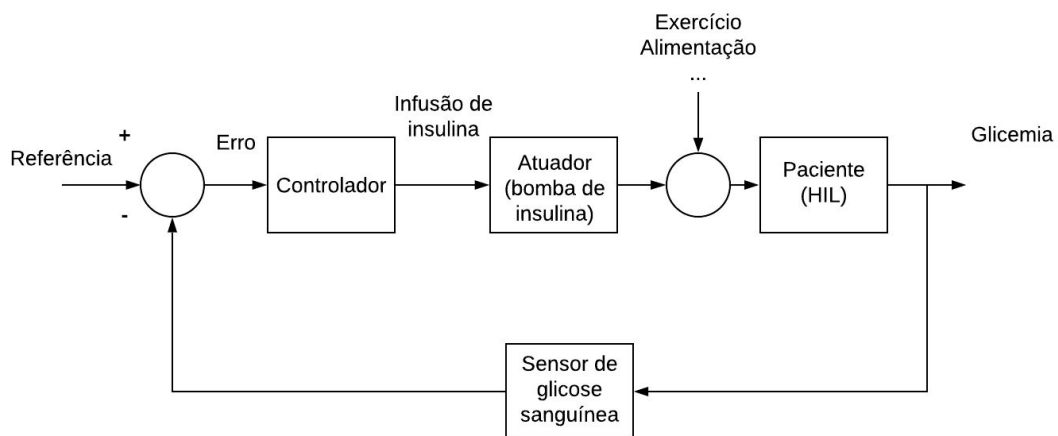 Exercício
Alimentação
...
Infusão de
insulina
Glicemia
+
Erro
Referência
-
Controlador
Atuador
(bomba de
insulina)
Paciente
(HIL)
Sensor de
glicose
sanguínea